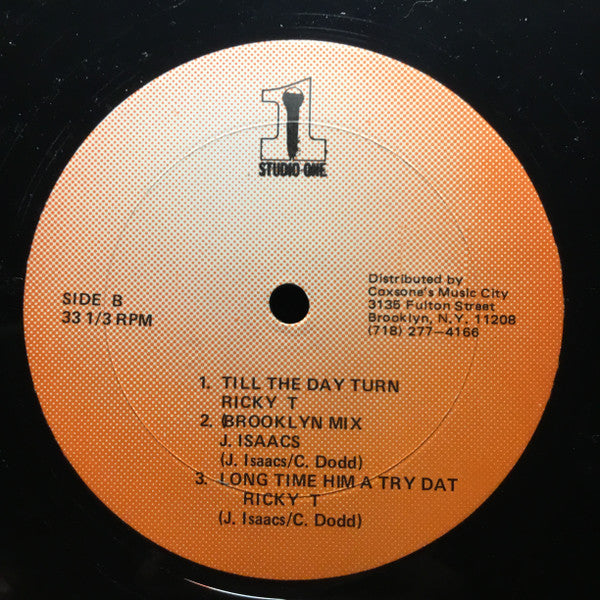 1
STUDIO ONE
SIDE B
33 1/3 RPM
Distributed by
Coxsone's Music City
3135 Fulton Street
Brooklyn, N.Y. 11208
(718) 277-4166
1. TILL THE DAY TURN
RICKY T
2. (BROOKLYN MIX
J. ISAACS
(J. Isaacs/C. Dodd)
3. LONG TIME HIM A TRY DAT
RICKY T
(J. Isaacs/C. Dodd)